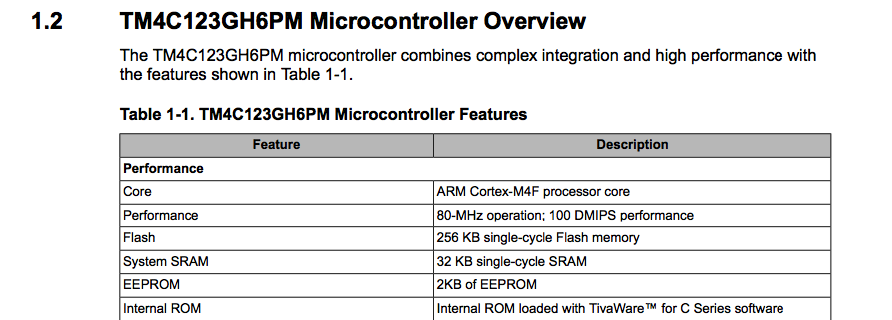 1.2 TM4C123GH6PM Microcontroller Overview
The TM4C123GH6PM microcontroller combines complex integration and high performance with
the features shown in Table 1-1.
Table 1-1. TM4C123GH6PM Microcontroller Features
Feature Description
Performance
Core ARM Cortex-M4F processor core
Performance 80-MHz operation; 100 DMIPS performance
Flash 256 KB single-cycle Flash memory
System SRAM 32 KB single-cycle SRAM
EEPROM 2KB of EEPROM
Internal ROM Internal ROM loaded with TivaWare™ for C Series software